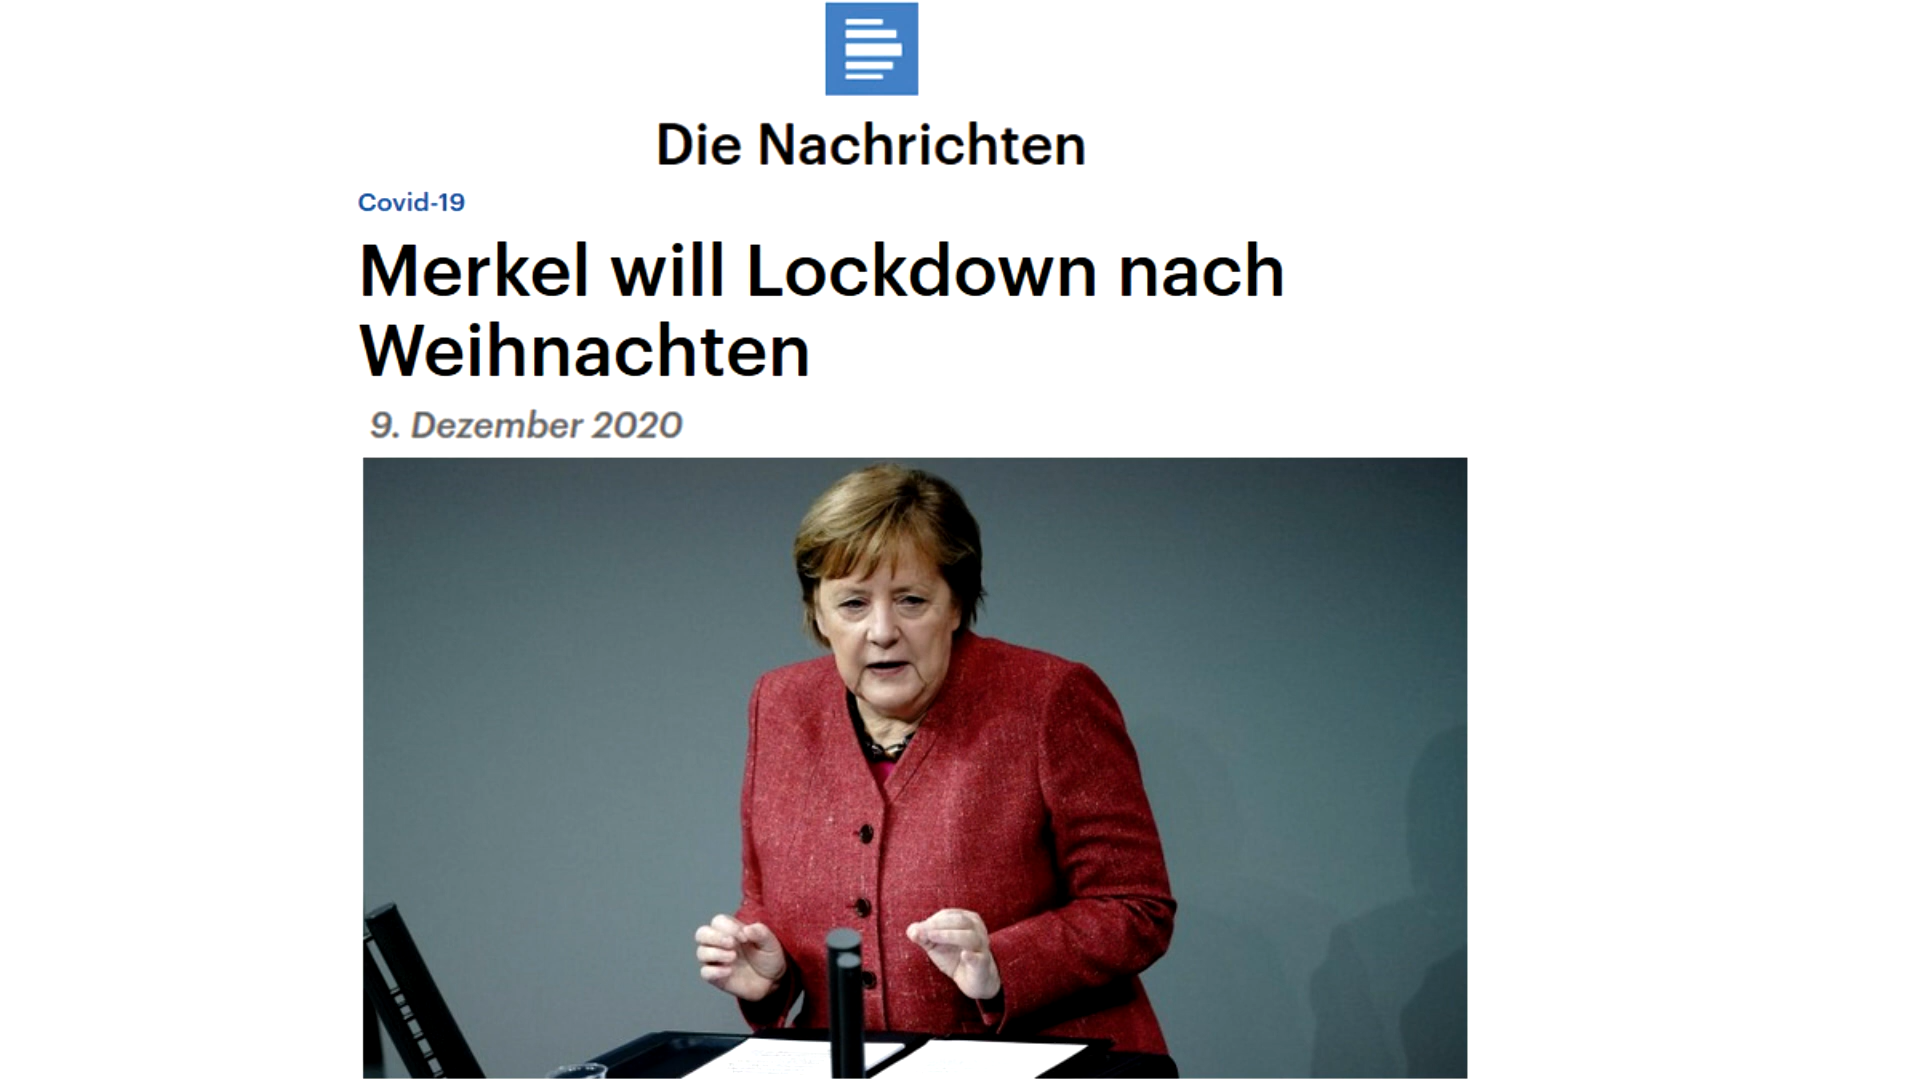 Die Nachrichten
Covid-19
Merkel will Lockdown nach
Weihnachten
9. Dezember 2020